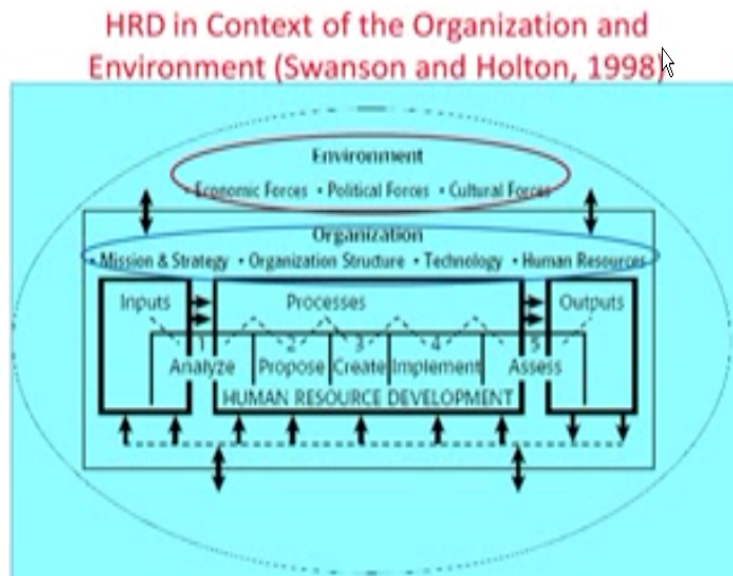 HRD in Context of the Organization and
Environment (Swanson and Holton, 1998)
Environment
• Economic Forces • Political Forces • Cultural Forces
Organization
• Mission & Strategy • Organization Structure • Technology • Human Resources
Inputs Processes Outputs
1 2 3 4 5
Analyze Propose Create Implement Assess
HUMAN RESOURCE DEVELOPMENT